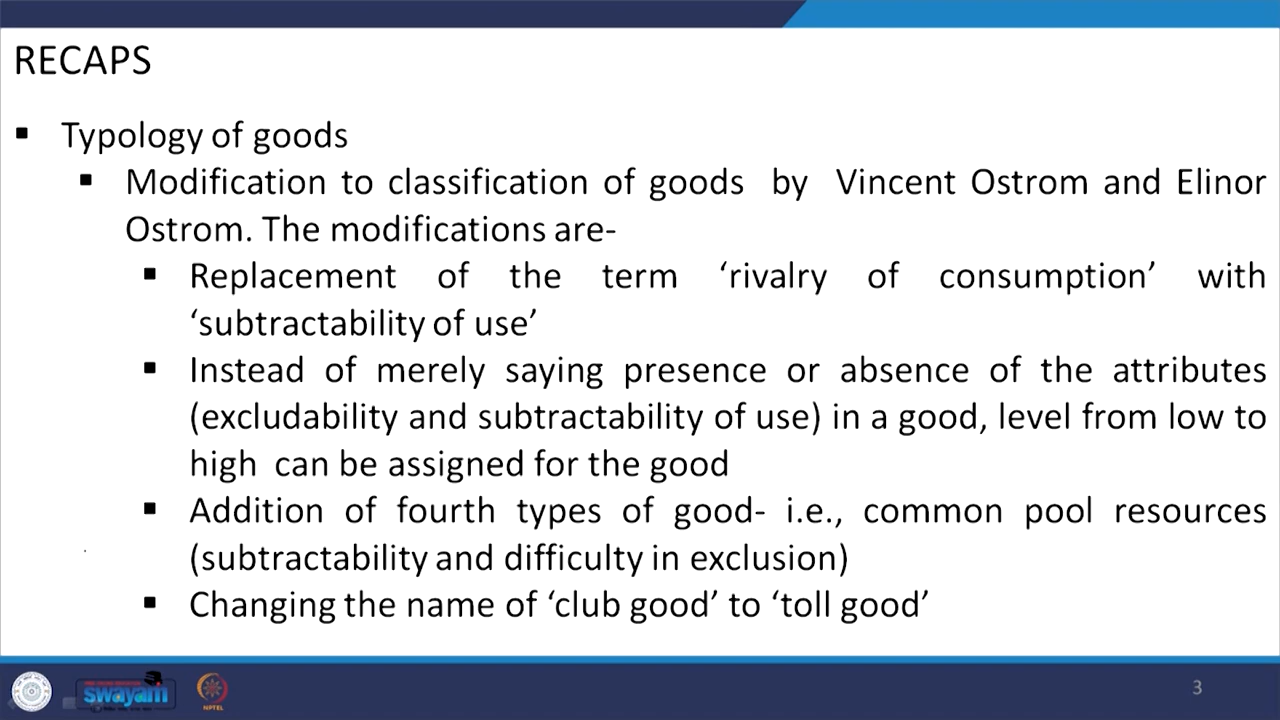 RECAPS
▪ Typology of goods
▪ Modification to classification of goods by Vincent Ostrom and Elinor
Ostrom. The modifications are-
▪ Replacement of the term ‘rivalry of consumption’ with
‘subtractability of use’
▪ Instead of merely saying presence or absence of the attributes
(excludability and subtractability of use) in a good, level from low to
high can be assigned for the good
▪ Addition of fourth types of good- i.e., common pool resources
(subtractability and difficulty in exclusion)
▪ Changing the name of ‘club good’ to ‘toll good’
swayam
NPTEL
3